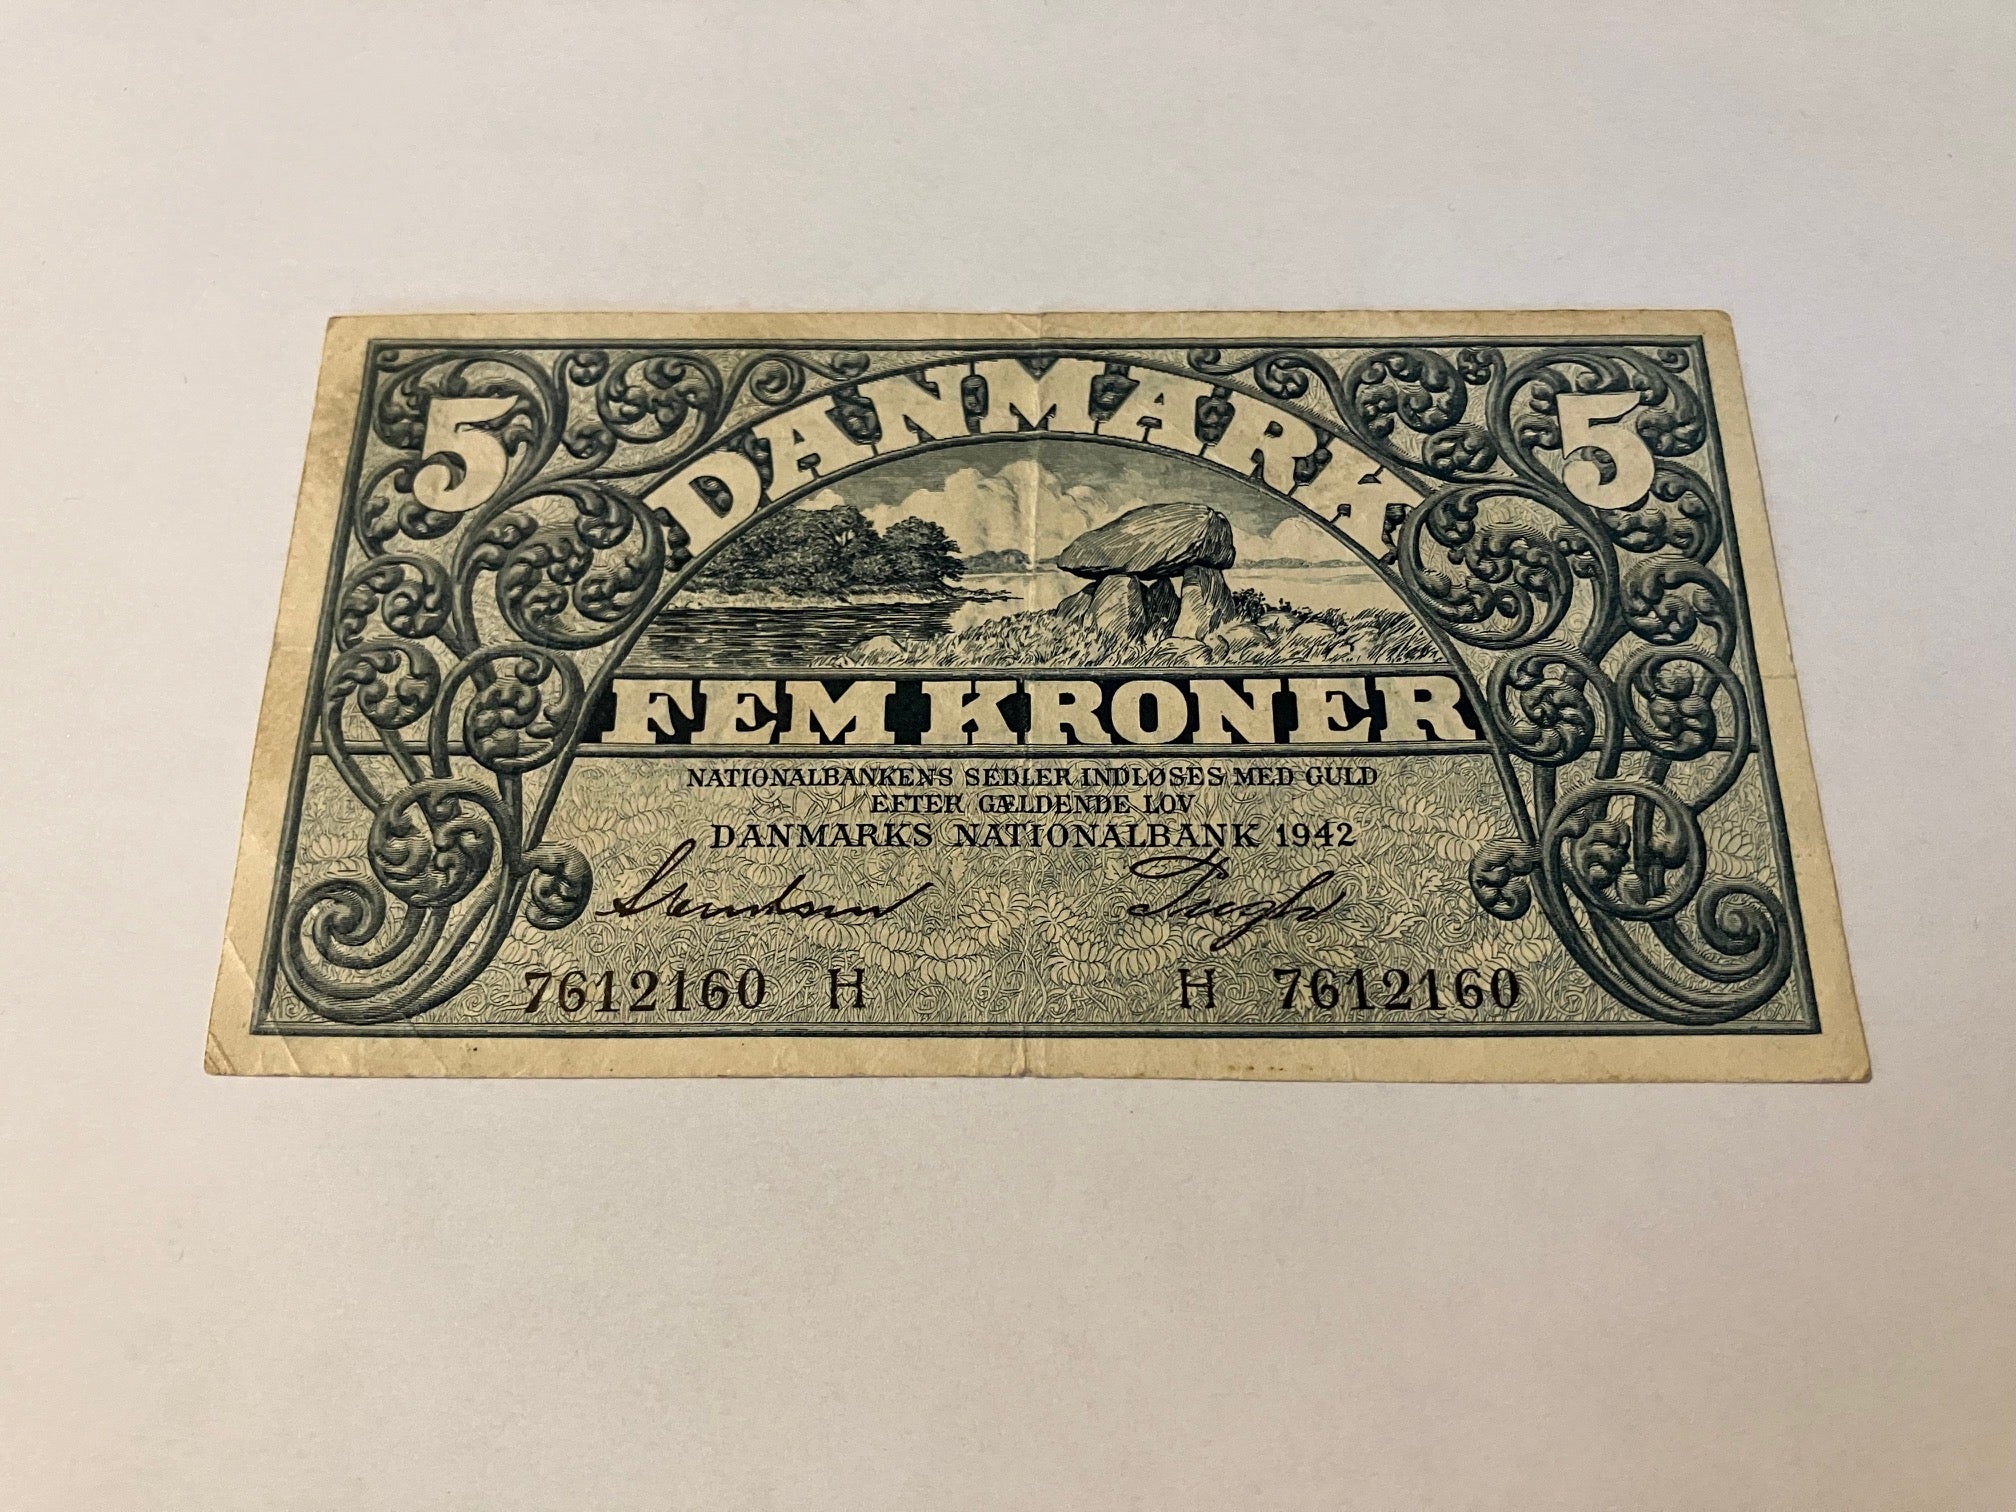 5 DANMARK 5
FEM KRONER
NATIONALBANKENS SEDLER INDLØSES MED GULD
EFTER GÆLDENDE LOV
DANMARKS NATIONALBANK 1942
7612160 H H 7612160